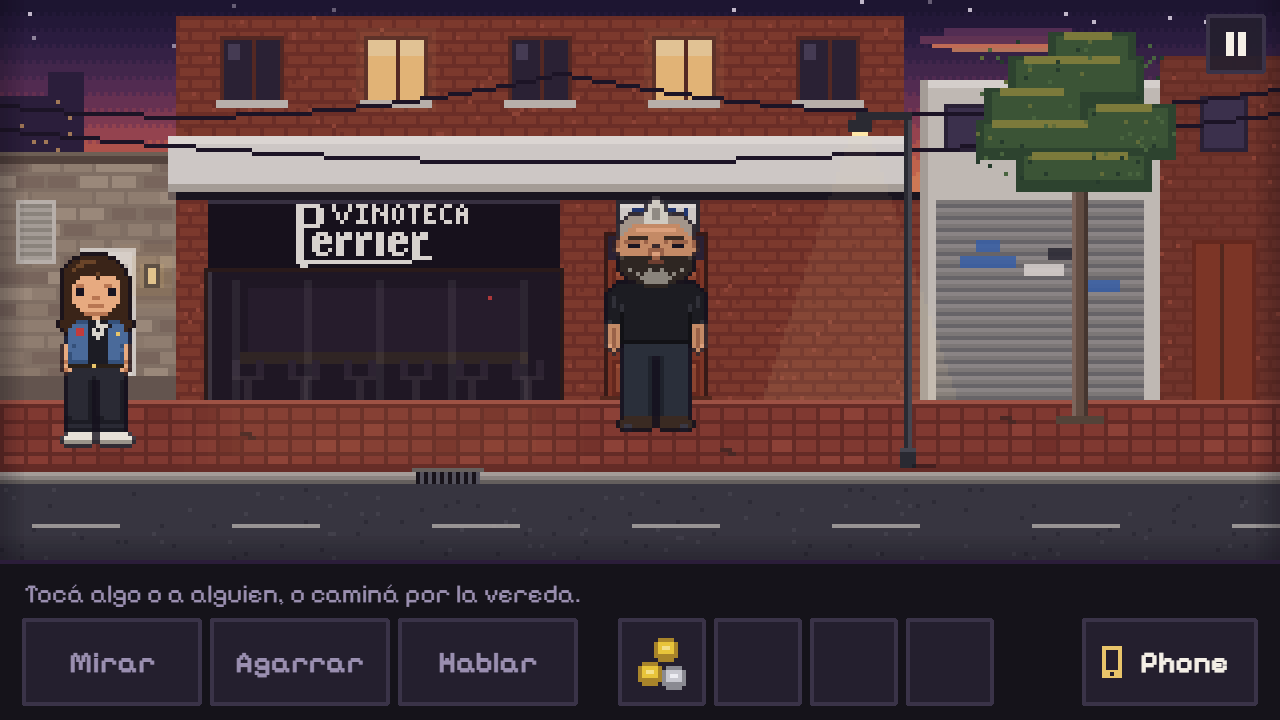 VINOTECA
Perrier
Tocá algo o a alguien, o caminá por la vereda.
Mirar
Agarrar
Hablar
Phone